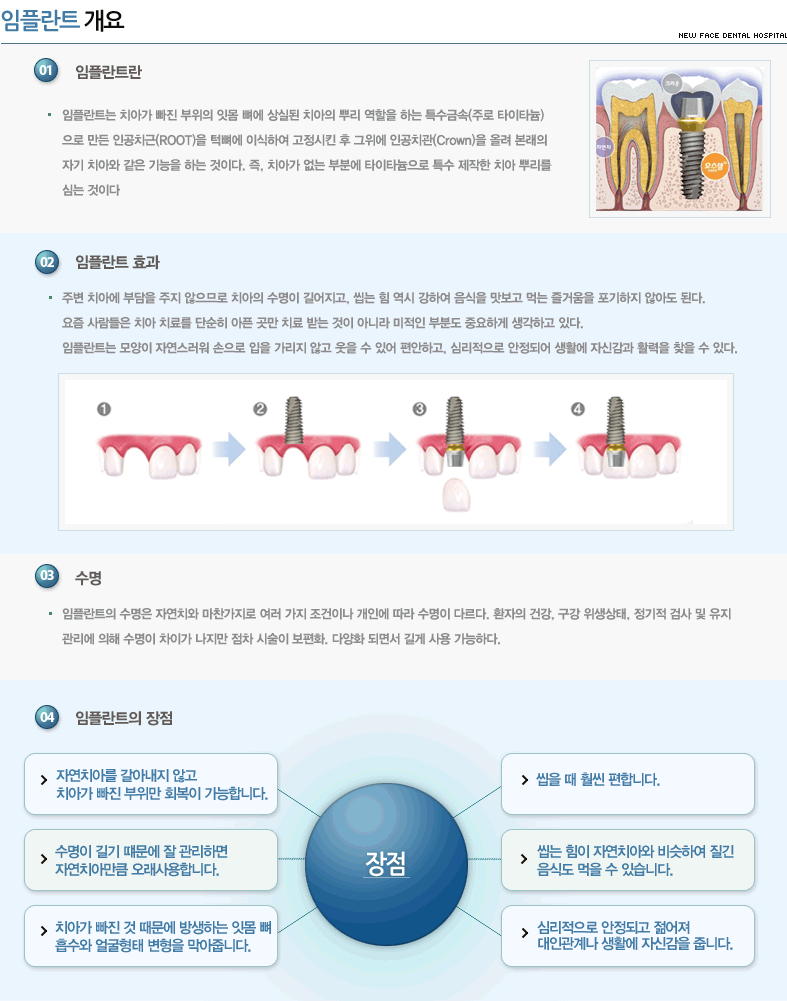 임플란트 개요
NEW FACE DENTAL HOSPITAL
01 임플란트란
크라운
자연치
오스템
임플란트는 치아가 빠진 부위의 잇몸 뼈에 상실된 치아의 뿌리 역할을 하는 특수금속(주로 타이타늄)
으로 만든 인공치근(ROOT)을 턱뼈에 이식하여 고정시킨 후 그위에 인공치관(Crown)을 올려 본래의
자기 치아와 같은 기능을 하는 것이다. 즉, 치아가 없는 부분에 타이타늄으로 특수 제작한 치아 뿌리를
심는 것이다
02 임플란트 효과
주변 치아에 부담을 주지 않으므로 치아의 수명이 길어지고, 씹는 힘 역시 강하여 음식을 맛보고 먹는 즐거움을 포기하지 않아도 된다.
요즘 사람들은 치아 치료를 단순히 아픈 곳만 치료 받는 것이 아니라 미적인 부분도 중요하게 생각하고 있다.
임플란트는 모양이 자연스러워 손으로 입을 가리지 않고 웃을 수 있어 편안하고, 심리적으로 안정되어 생활에 자신감과 활력을 찾을 수 있다.
1 2 3 4
03 수명
임플란트의 수명은 자연치와 마찬가지로 여러 가지 조건이나 개인에 따라 수명이 다르다. 환자의 건강, 구강 위생상태, 정기적 검사 및 유지
관리에 의해 수명이 차이가 나지만 점차 시술이 보편화, 다양화 되면서 길게 사용 가능하다.
04 임플란트의 장점
자연치아를 갈아내지 않고
치아가 빠진 부위만 회복이 가능합니다.
수명이 길기 때문에 잘 관리하면
자연치아만큼 오래사용합니다.
치아가 빠진 것 때문에 방생하는 잇몸 뼈
흡수와 얼굴형태 변형을 막아줍니다.
장점
씹을 때 훨씬 편합니다.
씹는 힘이 자연치아와 비슷하여 질긴
음식도 먹을 수 있습니다.
심리적으로 안정되고 젊어져
대인관계나 생활에 자신감을 줍니다.